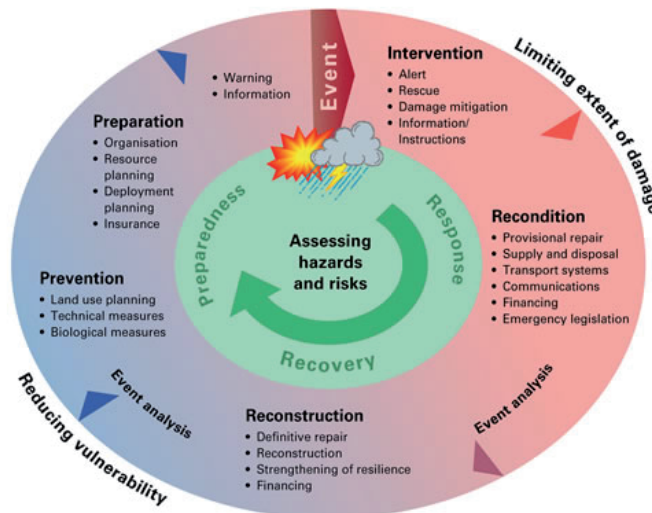 Event
Intervention
• Alert
• Rescue
• Damage mitigation
• Information/
Instructions
Limiting extent of damage
Recondition
• Provisional repair
• Supply and disposal
• Transport systems
• Communications
• Financing
• Emergency legislation
Event analysis
Reconstruction
• Definitive repair
• Reconstruction
• Strengthening of resilience
• Financing
Event analysis
Reducing vulnerability
Prevention
• Land use planning
• Technical measures
• Biological measures
Preparation
• Organisation
• Resource
planning
• Deployment
planning
• Insurance
• Warning
• Information
Preparedness
Response
Recovery
Assessing
hazards
and risks